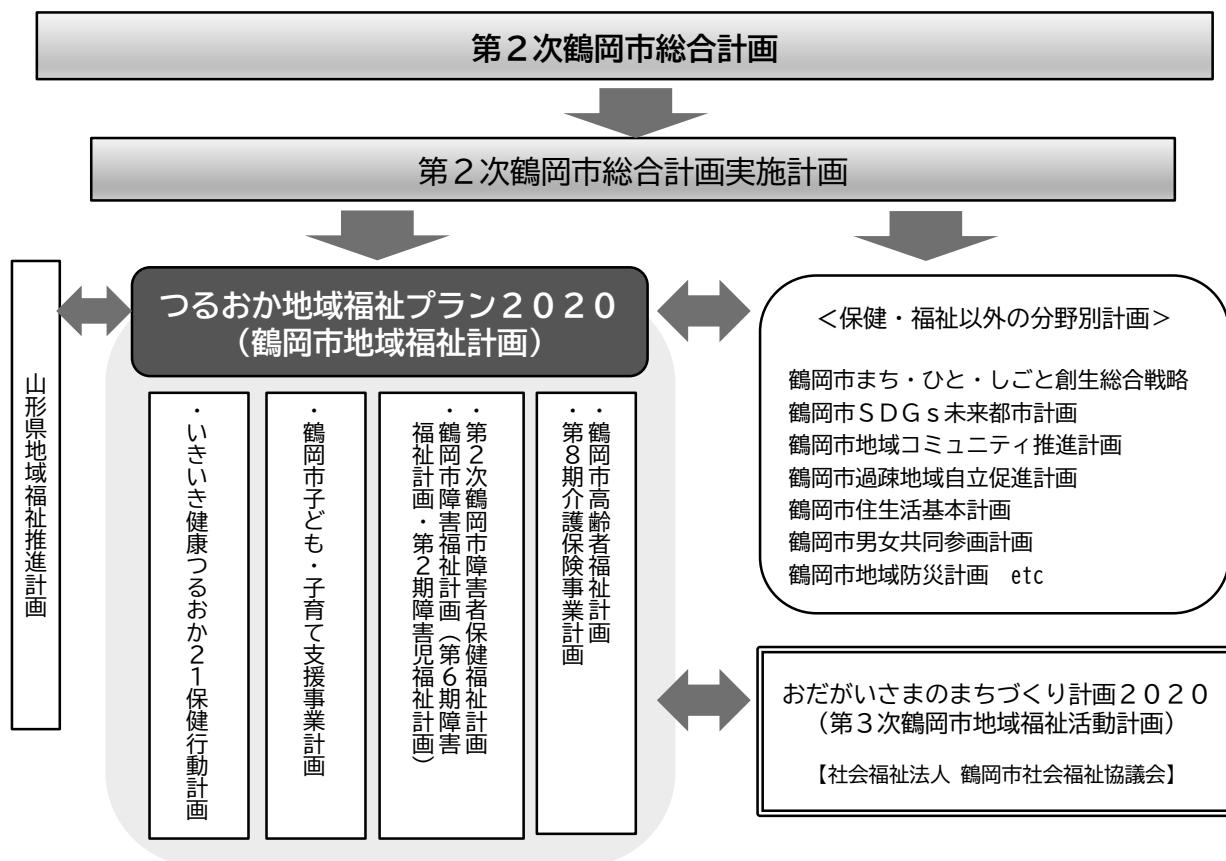 第２次鶴岡市総合計画
第２次鶴岡市総合計画実施計画
山形県地域福祉推進計画
つるおか地域福祉プラン２０２０
（鶴岡市地域福祉計画）
・いきいき健康つるおか２１保健行動計画
・鶴岡市子ども・子育て支援事業計画
・第２次鶴岡市障害者保健福祉計画
・鶴岡市障害福祉計画（第６期障害
福祉計画・第２期障害児福祉計画）
・鶴岡市高齢者福祉計画
・第８期介護保険事業計画
＜保健・福祉以外の分野別計画＞
鶴岡市まち・ひと・しごと創生総合戦略
鶴岡市ＳＤＧｓ未来都市計画
鶴岡市地域コミュニティ推進計画
鶴岡市過疎地域自立促進計画
鶴岡市住生活基本計画
鶴岡市男女共同参画計画
鶴岡市地域防災計画　etc
おだがいさまのまちづくり計画２０２０
（第３次鶴岡市地域福祉活動計画）
【社会福祉法人 鶴岡市社会福祉協議会】